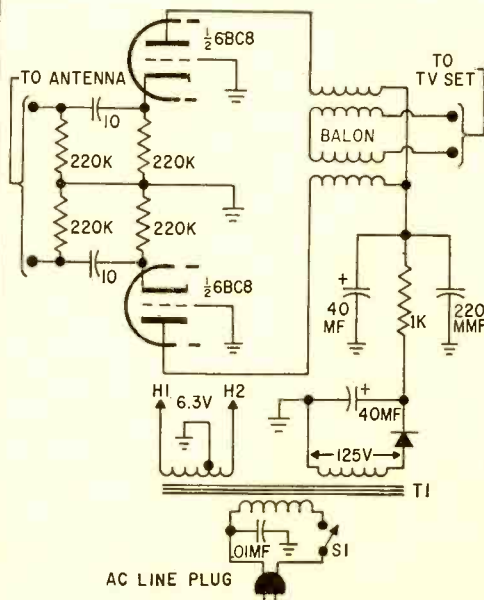 ½6BC8
TO ANTENNA
TO
TV SET
10
BALON
220K
220K
220K
220K
10
½6BC8
+
40
MF
1K
220
MMF
H1
6.3V
H2
+
40MF
125V
T1
.01MF
S1
AC LINE PLUG